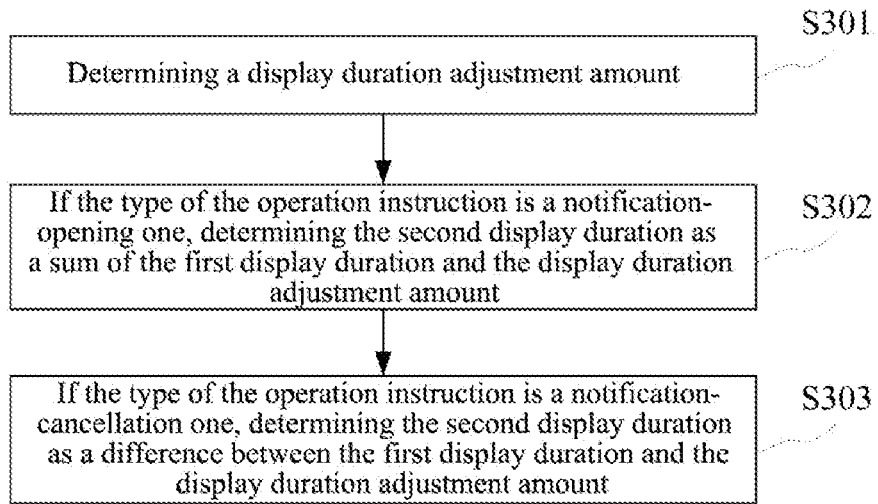 S301
Determining a display duration adjustment amount
S302
If the type of the operation instruction is a notification-
opening one, determining the second display duration as
a sum of the first display duration and the display duration
adjustment amount
S303
If the type of the operation instruction is a notification-
cancellation one, determining the second display duration
as a difference between the first display duration and the
display duration adjustment amount